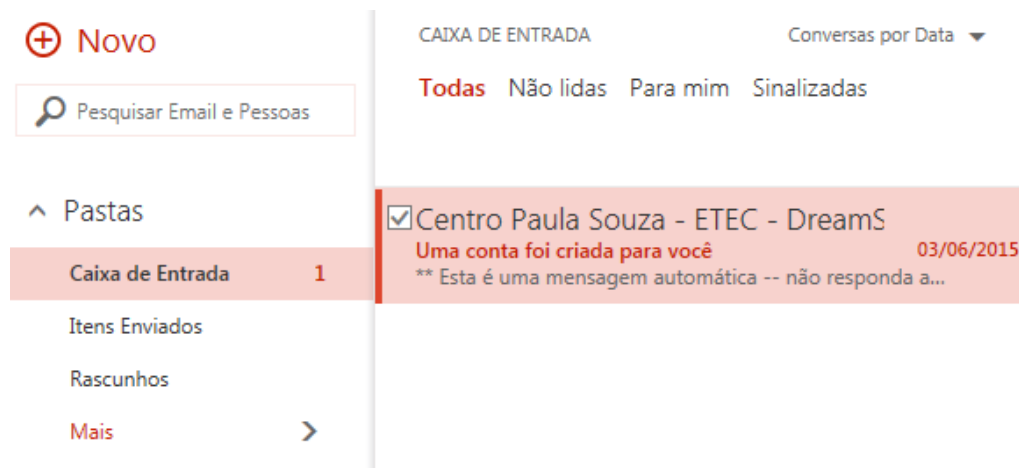 Novo
Pesquisar Email e Pessoas
Pastas
Caixa de Entrada 1
Itens Enviados
Rascunhos
Mais
CAIXA DE ENTRADA Conversas por Data
Todas Não lidas Para mim Sinalizadas
Centro Paula Souza - ETEC - DreamS
Uma conta foi criada para você 03/06/2015
** Esta é uma mensagem automática -- não responda a...